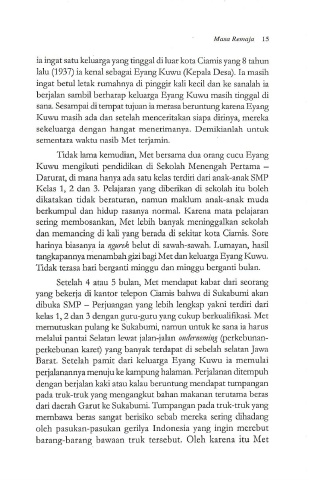 Masa Remaja 15
ia ingat satu keluarga yang tinggal di luar kota Ciamis yang 8 tahun
lalu (1937) ia kenal sebagai Eyang Kuwu (Kepala Desa). Ia masih
ingat betul letak rumahnya di pinggir kali kecil dan ke sanalah ia
berjalan sambil berharap keluarga Eyang Kuwu masih tinggal di
sana. Sesampai di tempat tujuan ia merasa beruntung karena Eyang
Kuwu masih ada dan setelah menceritakan siapa dirinya, mereka
sekeluarga dengan hangat menerimanya. Demikianlah untuk
sementara waktu nasib Met terjamin.
Tidak lama kemudian, Met bersama dua orang cucu Eyang
Kuwu mengikuti pendidikan di Sekolah Menengah Pertama –
Darurat, di mana hanya ada satu kelas terdiri dari anak-anak SMP
Kelas 1, 2 dan 3. Pelajaran yang diberikan di sekolah itu boleh
dikatakan tidak beraturan, namun maklum anak-anak muda
berkumpul dan hidup rasanya normal. Karena mata pelajaran
sering membosankan, Met lebih banyak meninggalkan sekolah
dan memancing di kali yang berada di sekitar kota Ciamis. Sore
harinya biasanya ia ngurek belut di sawah-sawah. Lumayan, hasil
tangkapannya menambah gizi bagi Met dan keluarga Eyang Kuwu.
Tidak terasa hari berganti minggu dan minggu berganti bulan.
Setelah 4 atau 5 bulan, Met mendapat kabar dari seorang
yang bekerja di kantor telepon Ciamis bahwa di Sukabumi akan
dibuka SMP – Perjuangan yang lebih lengkap yakni terdiri dari
kelas 1, 2 dan 3 dengan guru-guru yang cukup berkualifikasi. Met
memutuskan pulang ke Sukabumi, namun untuk ke sana ia harus
melalui pantai Selatan lewat jalan-jalan onderneming (perkebunan-
perkebunan karet) yang banyak terdapat di sebelah selatan Jawa
Barat. Setelah pamit dari keluarga Eyang Kuwu ia memulai
perjalanannya menuju ke kampung halaman. Perjalanan ditempuh
dengan berjalan kaki atau kalau beruntung mendapat tumpangan
pada truk-truk yang mengangkut bahan makanan terutama beras
dari daerah Garut ke Sukabumi. Tumpangan pada truk-truk yang
membawa beras sangat berisiko sebab mereka sering dihadang
oleh pasukan-pasukan gerilya Indonesia yang ingin merebut
barang-barang bawaan truk tersebut. Oleh karena itu Met